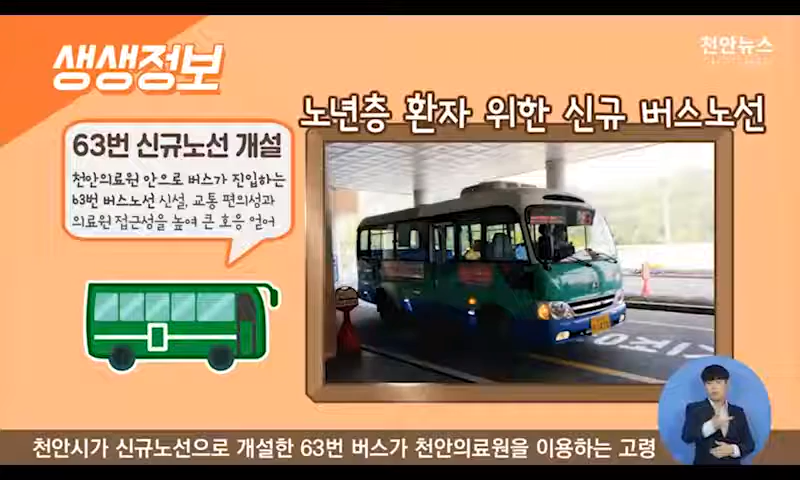 생생정보
천안뉴스
노년층 환자 위한 신규 버스노선
63번 신규노선 개설
천안의료원 안으로 버스가 진입하는
63번 버스노선 신설, 교통 편의성과
의료원 접근성을 높여 큰 호응 얻어
천안시가 신규노선으로 개설한 63번 버스가 천안의료원을 이용하는 고령